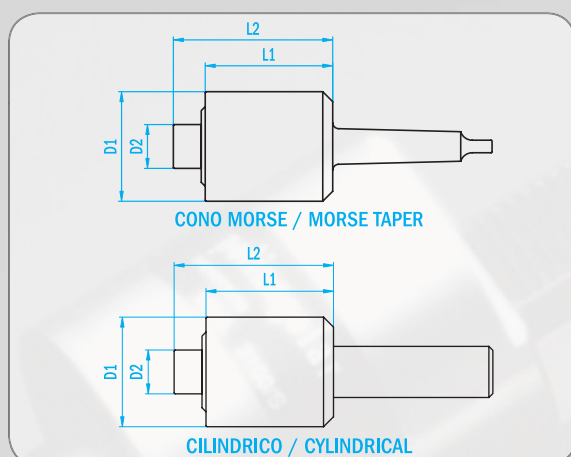 L2
L1
D1
D2
CONO MORSE / MORSE TAPER
L2
L1
D1
D2
CILINDRICO / CYLINDRICAL